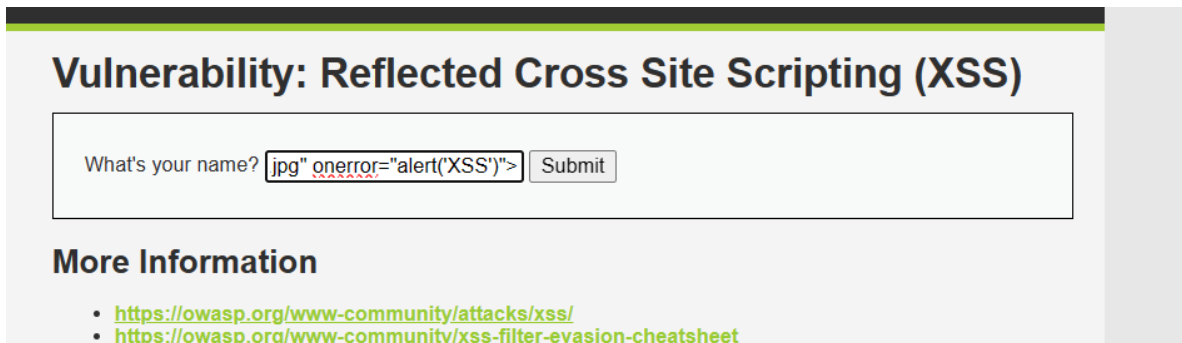 Vulnerability: Reflected Cross Site Scripting (XSS)
What's your name? jpg" onerror="alert('XSS')"> Submit
More Information
https://owasp.org/www-community/attacks/xss/
https://owasp.org/www-community/xss-filter-evasion-cheatsheet